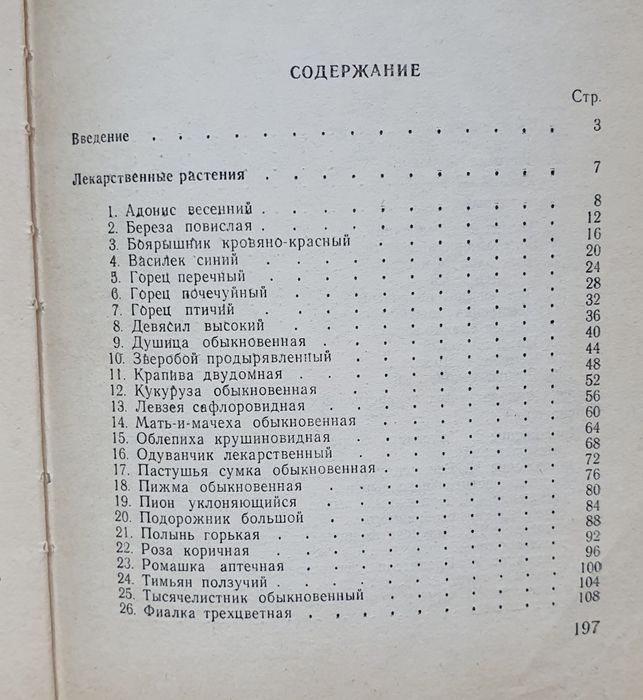 СОДЕРЖАНИЕ
Стр.
Введение . . . . . . . . . . . . . . . 3
Лекарственные растения . . . . . . . . . . . 7
1. Адонис весенний . . . . . . . . . . . 8
2. Береза повислая . . . . . . . . . . . 12
3. Боярышник кровяно-красный . . . . . . . . 16
4. Василек синий . . . . . . . . . . . 20
5. Горец перечный . . . . . . . . . . . 24
6. Горец почечуйный . . . . . . . . . . 28
7. Горец птичий . . . . . . . . . . . 32
8. Девясил высокий . . . . . . . . . . 36
9. Душица обыкновенная . . . . . . . . . 40
10. Зверобой продырявленный . . . . . . . . 44
11. Крапива двудомная . . . . . . . . . . 48
12. Кукуруза обыкновенная . . . . . . . . . 52
13. Левзея сафлоровидная . . . . . . . . . 56
14. Мать-и-мачеха обыкновенная . . . . . . . . 60
15. Облепиха крушиновидная . . . . . . . . 64
16. Одуванчик лекарственный . . . . . . . . 68
17. Пастушья сумка обыкновенная . . . . . . . 72
18. Пижма обыкновенная . . . . . . . . . 76
19. Пион уклоняющийся . . . . . . . . . 80
20. Подорожник большой . . . . . . . . . 84
21. Полынь горькая . . . . . . . . . . 88
22. Роза коричная . . . . . . . . . . . 92
23. Ромашка аптечная . . . . . . . . . . 96
24. Тимьян ползучий . . . . . . . . . . 100
25. Тысячелистник обыкновенный . . . . . . . 104
26. Фиалка трехцветная . . . . . . . . . 108
197